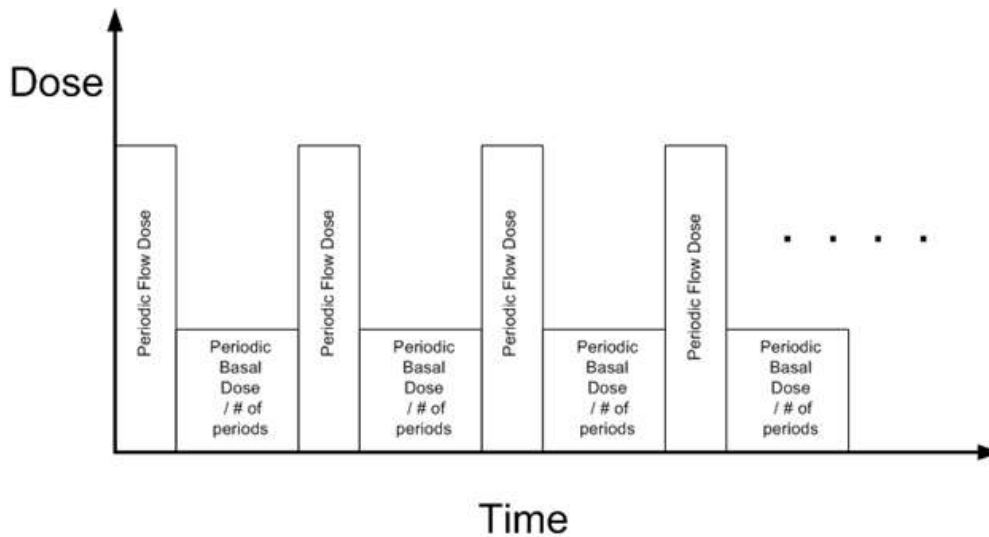 Dose
Periodic Flow Dose
Periodic
Basal
Dose
/ # of
periods
Periodic Flow Dose
Periodic
Basal
Dose
/ # of
periods
Periodic Flow Dose
Periodic
Basal
Dose
/ # of
periods
Periodic Flow Dose
Periodic
Basal
Dose
/ # of
periods
. . . .
Time